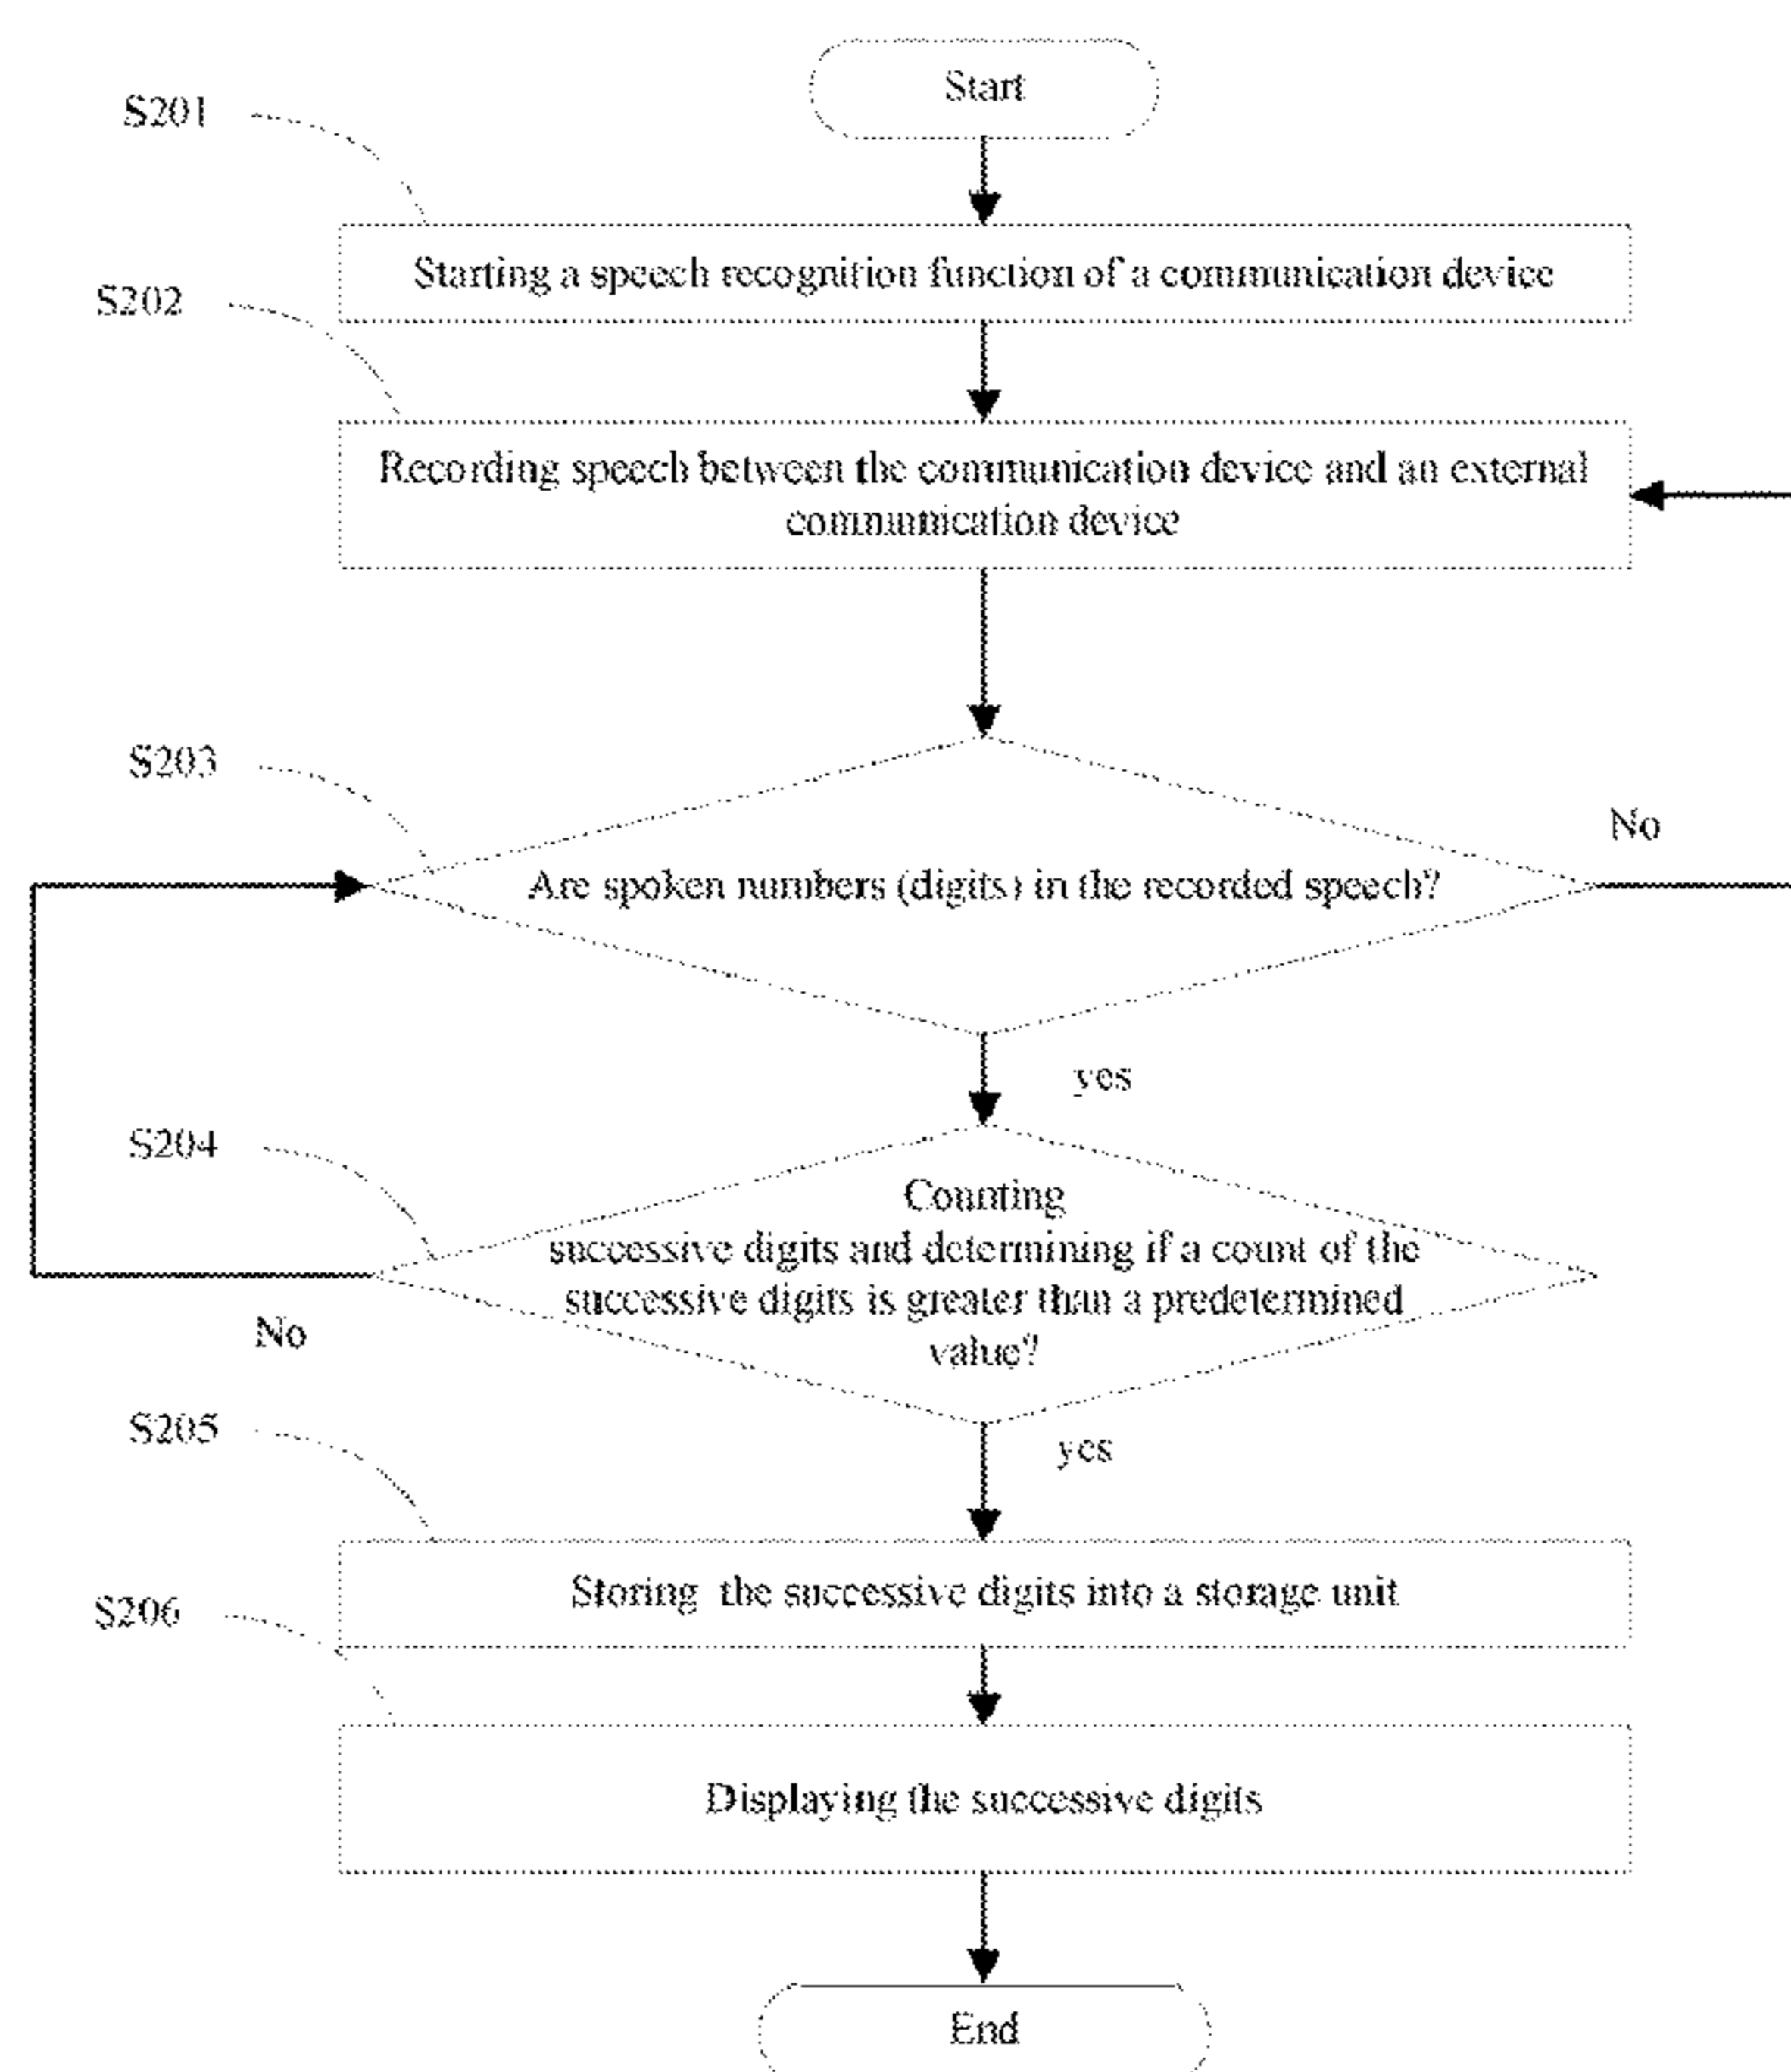 Start
S201
Starting a speech recognition function of a communication device
S202
Recording speech between the communication device and an external
communication device
S203
No
Are spoken numbers (digits) in the recorded speech?
yes
S204
Counting
successive digits and determining if a count of the
successive digits is greater than a predetermined
value?
No
S205
yes
Storing the successive digits into a storage unit
S206
Displaying the successive digits
End